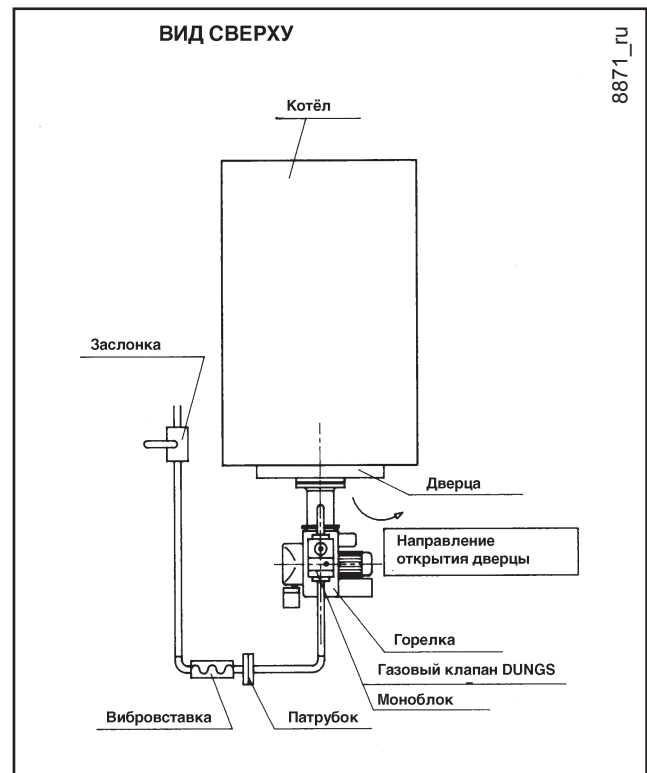 ВИД СВЕРХУ
8871_ru
Котёл
Заслонка
Дверца
Направление
открытия дверцы
Горелка
Газовый клапан DUNGS
Моноблок
Вибровставка
Патрубок